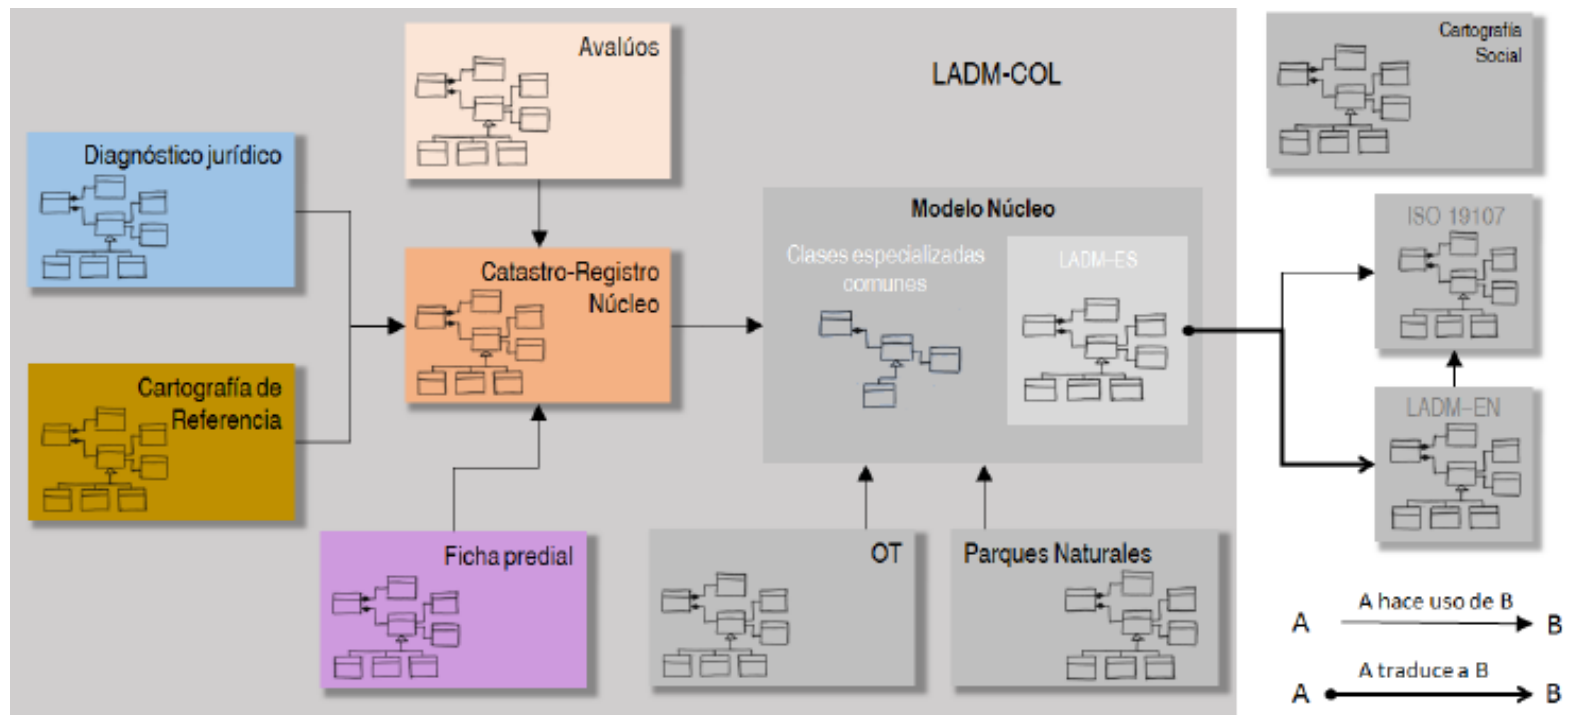 Avalúos
LADM-COL
Cartografía
Social
Diagnóstico jurídico
Modelo Núcleo
ISO 19107
Clases especializadas
comunes
LADM–ES
Catastro-Registro
Núcleo
Cartografía de
Referencia
LADM–EN
Ficha predial
OT
Parques Naturales
A hace uso de B
A B
A traduce a B
A B